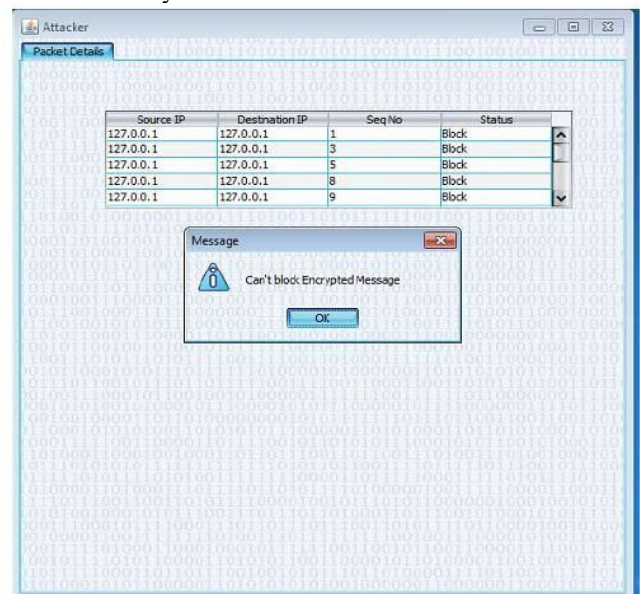 Attacker
Packet Details
Source IP Destination IP Seq No Status
127.0.0.1 127.0.0.1 1 Block
127.0.0.1 127.0.0.1 3 Block
127.0.0.1 127.0.0.1 5 Block
127.0.0.1 127.0.0.1 8 Block
127.0.0.1 127.0.0.1 9 Block
Message
Can't block Encrypted Message
OK